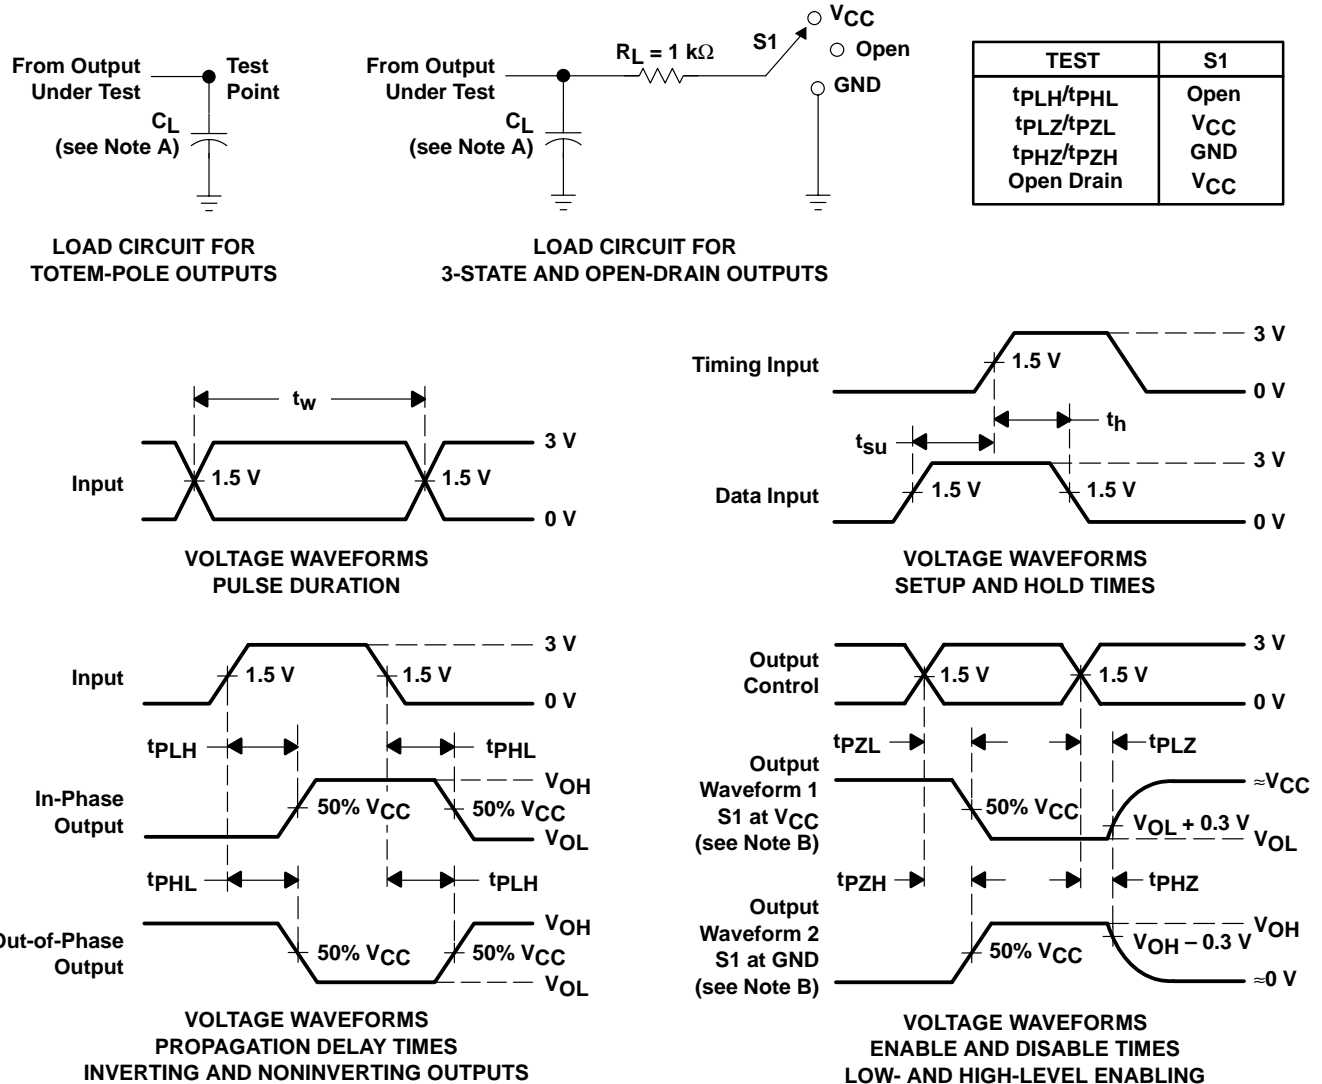 From Output
Under Test
Test
Point
CL
(see Note A)
LOAD CIRCUIT FOR
TOTEM-POLE OUTPUTS
From Output
Under Test
RL = 1 kΩ
S1
VCC
Open
GND
CL
(see Note A)
LOAD CIRCUIT FOR
3-STATE AND OPEN-DRAIN OUTPUTS
TEST S1
tPLH/tPHL Open
tPLZ/tPZL VCC
tPHZ/tPZH GND
Open Drain VCC
tw
Input
1.5 V
1.5 V
3 V
0 V
VOLTAGE WAVEFORMS
PULSE DURATION
Timing Input
1.5 V
3 V
0 V
tsu
th
Data Input
1.5 V
1.5 V
3 V
0 V
VOLTAGE WAVEFORMS
SETUP AND HOLD TIMES
Input
1.5 V
1.5 V
3 V
0 V
tPLH
tPHL
In-Phase
Output
50% VCC
50% VCC
VOH
VOL
tPHL
tPLH
Out-of-Phase
Output
50% VCC
50% VCC
VOH
VOL
VOLTAGE WAVEFORMS
PROPAGATION DELAY TIMES
INVERTING AND NONINVERTING OUTPUTS
Output
Control
1.5 V
1.5 V
3 V
0 V
tPZL
tPLZ
Output
Waveform 1
S1 at VCC
(see Note B)
50% VCC
VOL + 0.3 V
≈VCC
VOL
tPZH
tPHZ
Output
Waveform 2
S1 at GND
(see Note B)
50% VCC
VOH − 0.3 V
VOH
≈0 V
VOLTAGE WAVEFORMS
ENABLE AND DISABLE TIMES
LOW- AND HIGH-LEVEL ENABLING